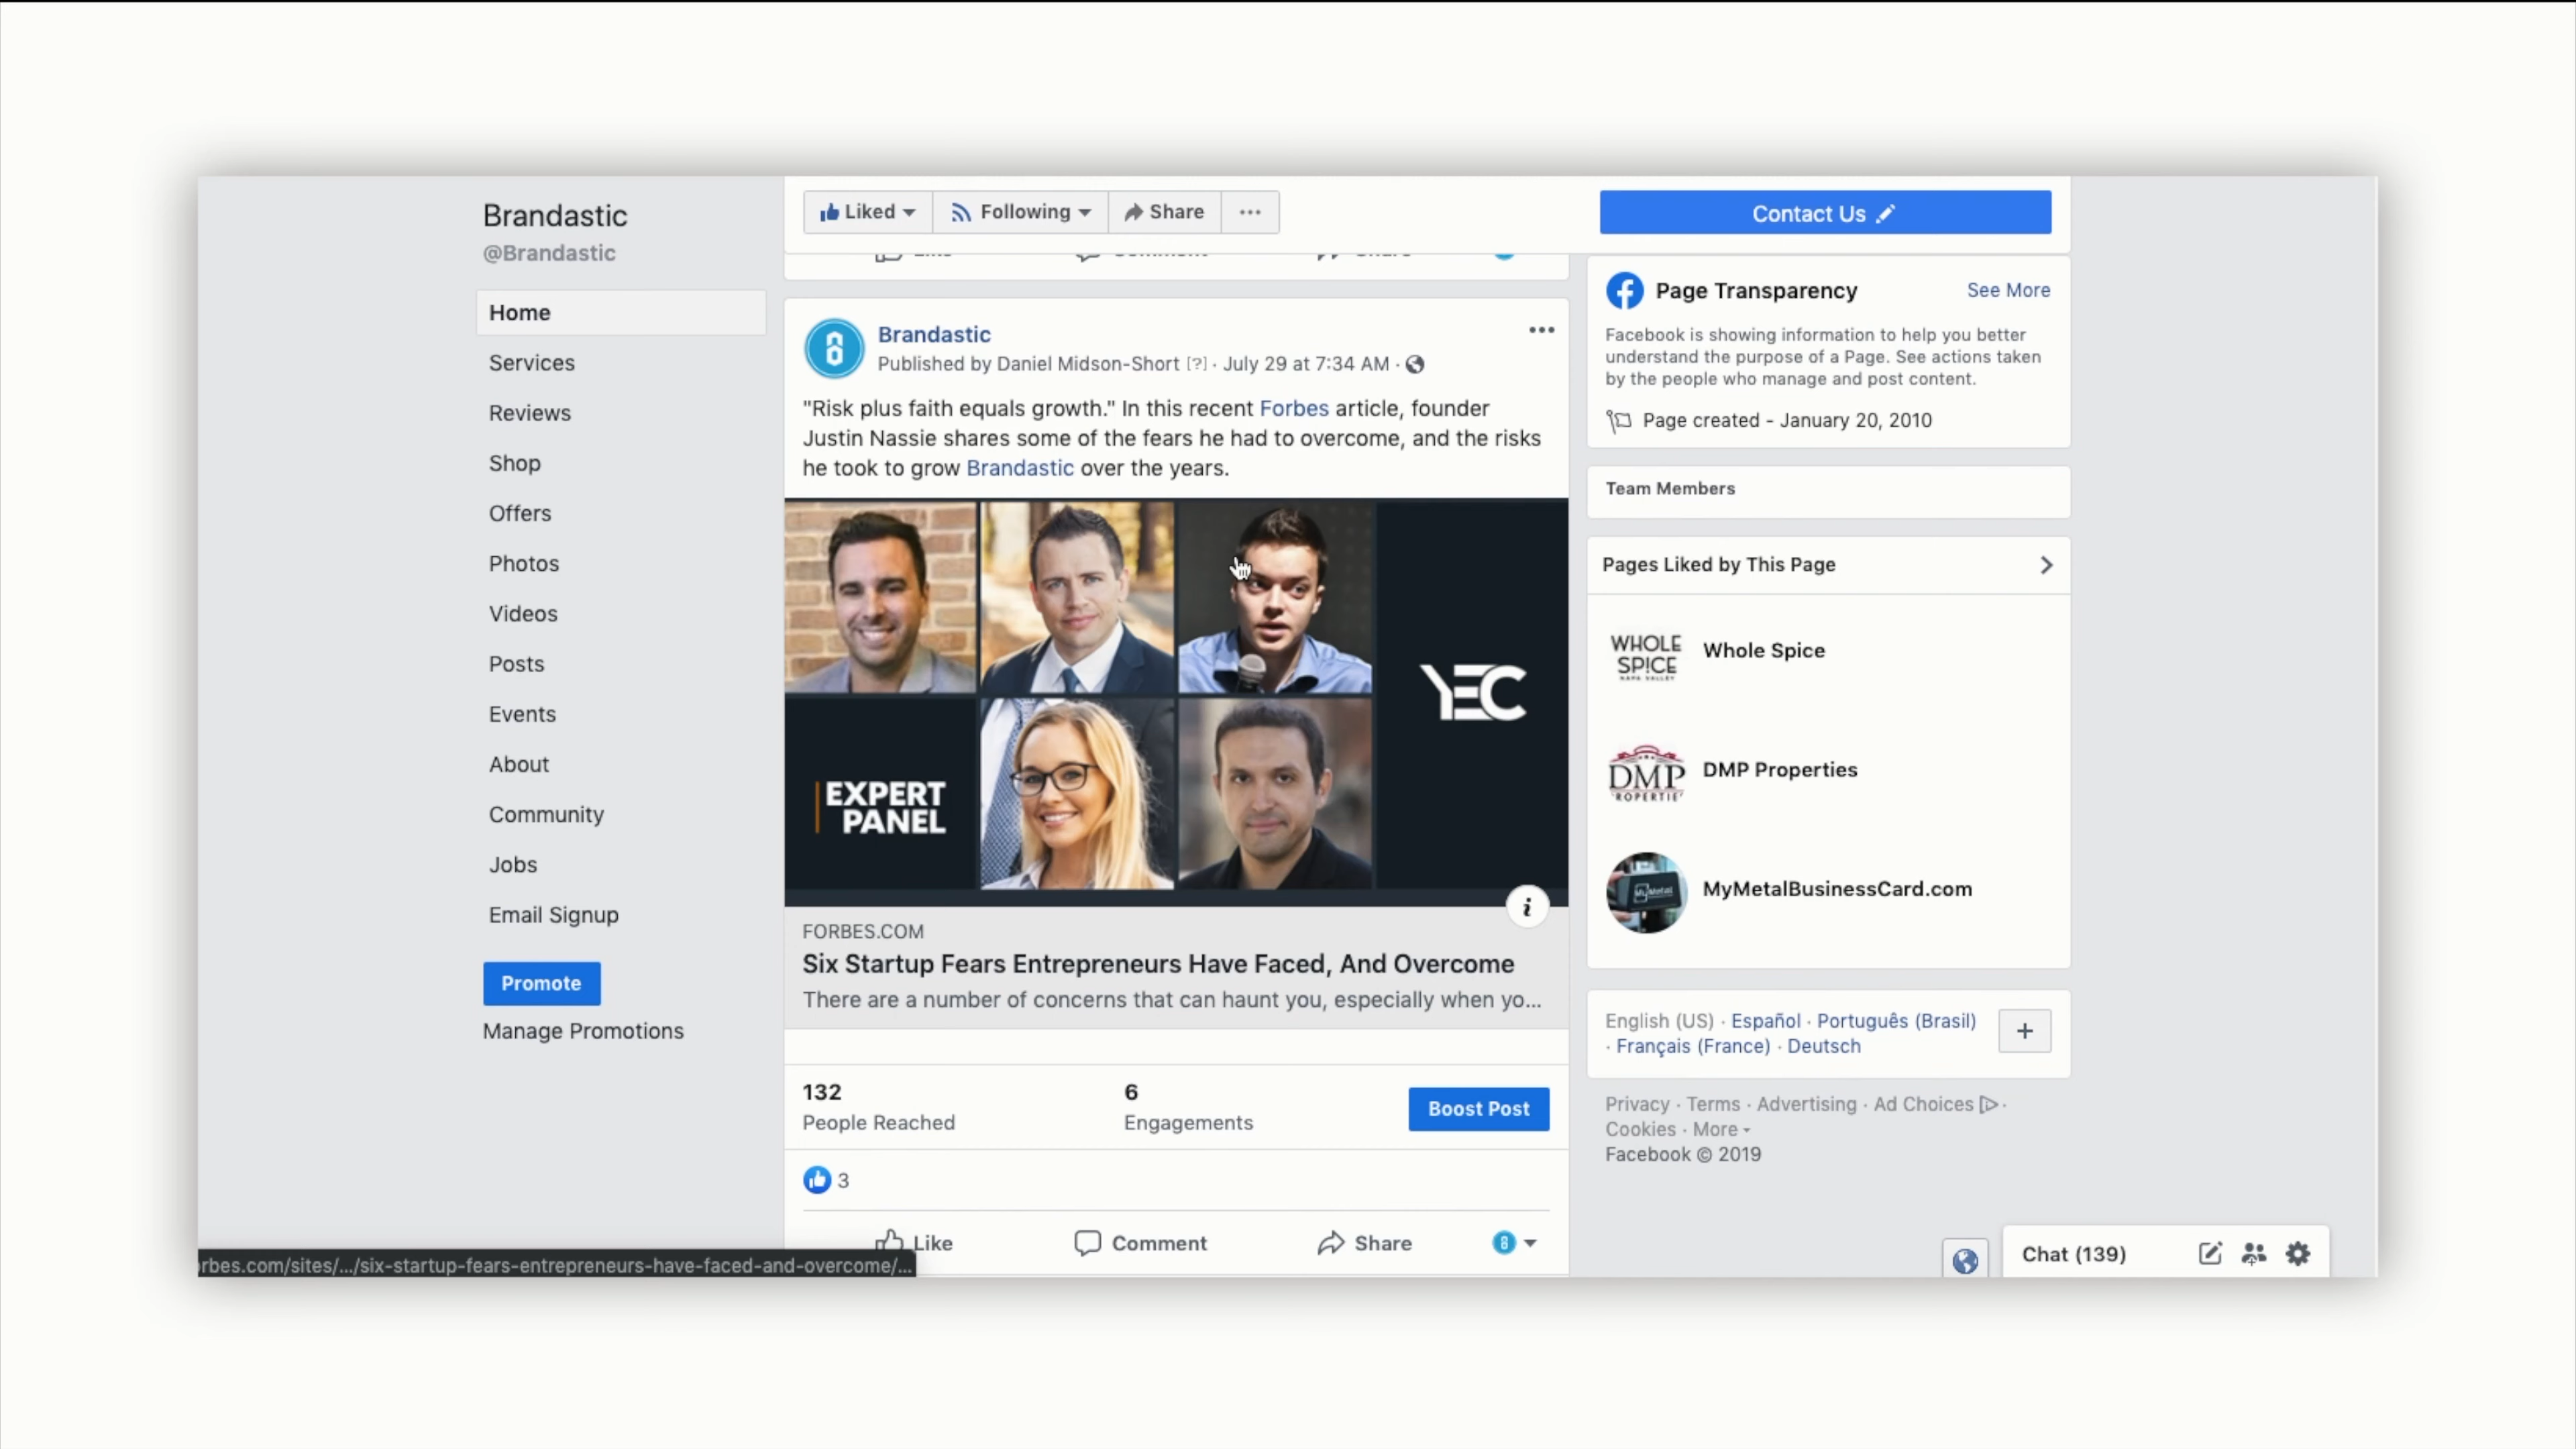 Brandastic
@Brandastic
Home
Services
Reviews
Shop
Offers
Photos
Videos
Posts
Events
About
Community
Jobs
Email Signup
Promote
Manage Promotions
Liked
Following
Share
Contact Us
Brandastic
Published by Daniel Midson-Short [?] · July 29 at 7:34 AM ·
"Risk plus faith equals growth." In this recent Forbes article, founder
Justin Nassie shares some of the fears he had to overcome, and the risks
he took to grow Brandastic over the years.
YEC
EXPERT
PANEL
FORBES.COM
Six Startup Fears Entrepreneurs Have Faced, And Overcome
There are a number of concerns that can haunt you, especially when yo...
132
People Reached
6
Engagements
Boost Post
3
Like
Comment
Share
rbes.com/sites/.../six-startup-fears-entrepreneurs-have-faced-and-overcome/...
Page Transparency
See More
Facebook is showing information to help you better
understand the purpose of a Page. See actions taken
by the people who manage and post content.
Page created - January 20, 2010
Team Members
Pages Liked by This Page
WHOLE
SPICE
NAPA VALLEY
Whole Spice
DMP
ROPERTIE
DMP Properties
MyMetalBusinessCard.com
English (US) · Español · Português (Brasil)
· Français (France) · Deutsch
Privacy · Terms · Advertising · Ad Choices ·
Cookies · More
Facebook © 2019
Chat (139)